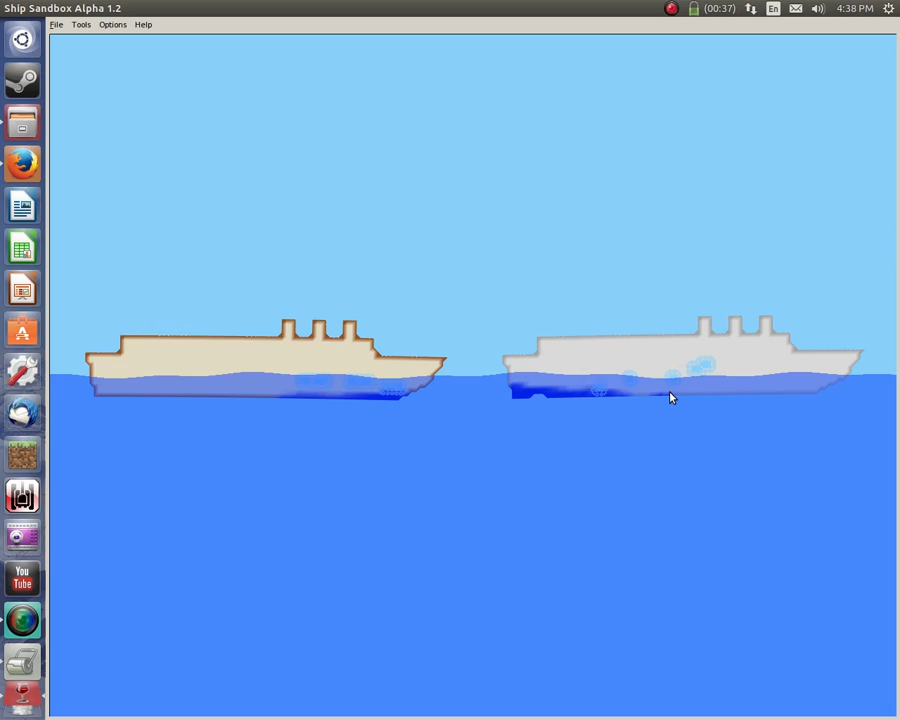 Ship Sandbox Alpha 1.2
(00:37)
En
4:38 PM
File Tools Options Help
You
Tube